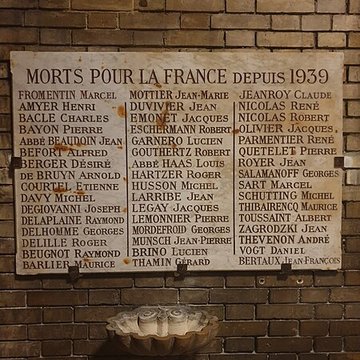 MORTS POUR LA FRANCE DEPUIS 1939
FROMENTIN MARCEL
AMYER HENRI
BACLE CHARLES
BAYON PIERRE
ABBÉ BEAUDOIN JEAN
BEFORT ALFRED
BERGER DÉSIRÉ
DE BRUYN ARNOLD
COURTEL ETIENNE
DAVY MICHEL
DEGIOVANNI JOSEPH
DELAPLAINE RAYMOND
DELHOMME GEORGES
DELILLE ROGER
BEUGNOT RAYMOND
BARLIER MAURICE
MOTTIER JEAN-MARIE
DUVIVIER JEAN
EMONET JACQUES
ESCHERMANN ROBERT
GARNERO LUCIEN
GOUTHERTZ ROBERT
ABBÉ HAAS LOUIS
HARTZER ROGER
HUSSON MICHEL
LARRIBE JEAN
LEGAY JACQUES
LEMONNIER PIERRE
MORDEFROID GEORGES
MUNSCH JEAN-PIERRE
BRINO LUCIEN
THAMIN GÉRARD
JEANROY CLAUDE
NICOLAS RENÉ
NICOLAS ROBERT
OLIVIER JACQUES
PARMENTIER RENÉ
QUETELET PIERRE
ROYER JEAN
SALAMANOFF GEORGES
SART MARCEL
SCHUTTING MICHEL
THIBAIRENCQ MAURICE
TOUSSAINT ALBERT
ZAGRODZKI JEAN
THEVENON ANDRÉ
VOGT DANIEL
BERTAUX JEAN-FRANÇOIS